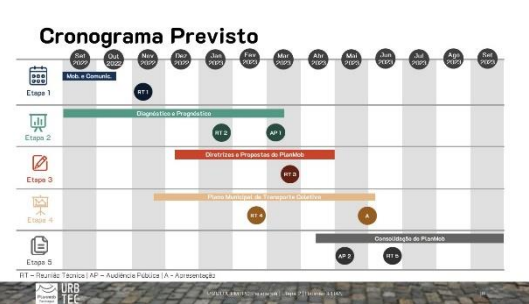 Cronograma Previsto
Set 2022 Out 2022 Nov 2022 Dez 2022 Jan 2023 Fev 2023 Mar 2023 Abr 2023 Mai 2023 Jun 2023 Jul 2023 Ago 2023 Set 2023
Mob. e Comunic.
Etapa 1
RT 1
Diagnóstico e Prognóstico
Etapa 2
RT 2 AP 1
Diretrizes e Propostas do PlanMob
Etapa 3
RT 3
Plano Municipal de Transporte Coletivo
Etapa 4
RT 4 A
Consolidação do PlanMob
Etapa 5
AP 2 RT 5
RT – Reunião Técnica | AP – Audiência Pública | A - Apresentação
URB
TEC